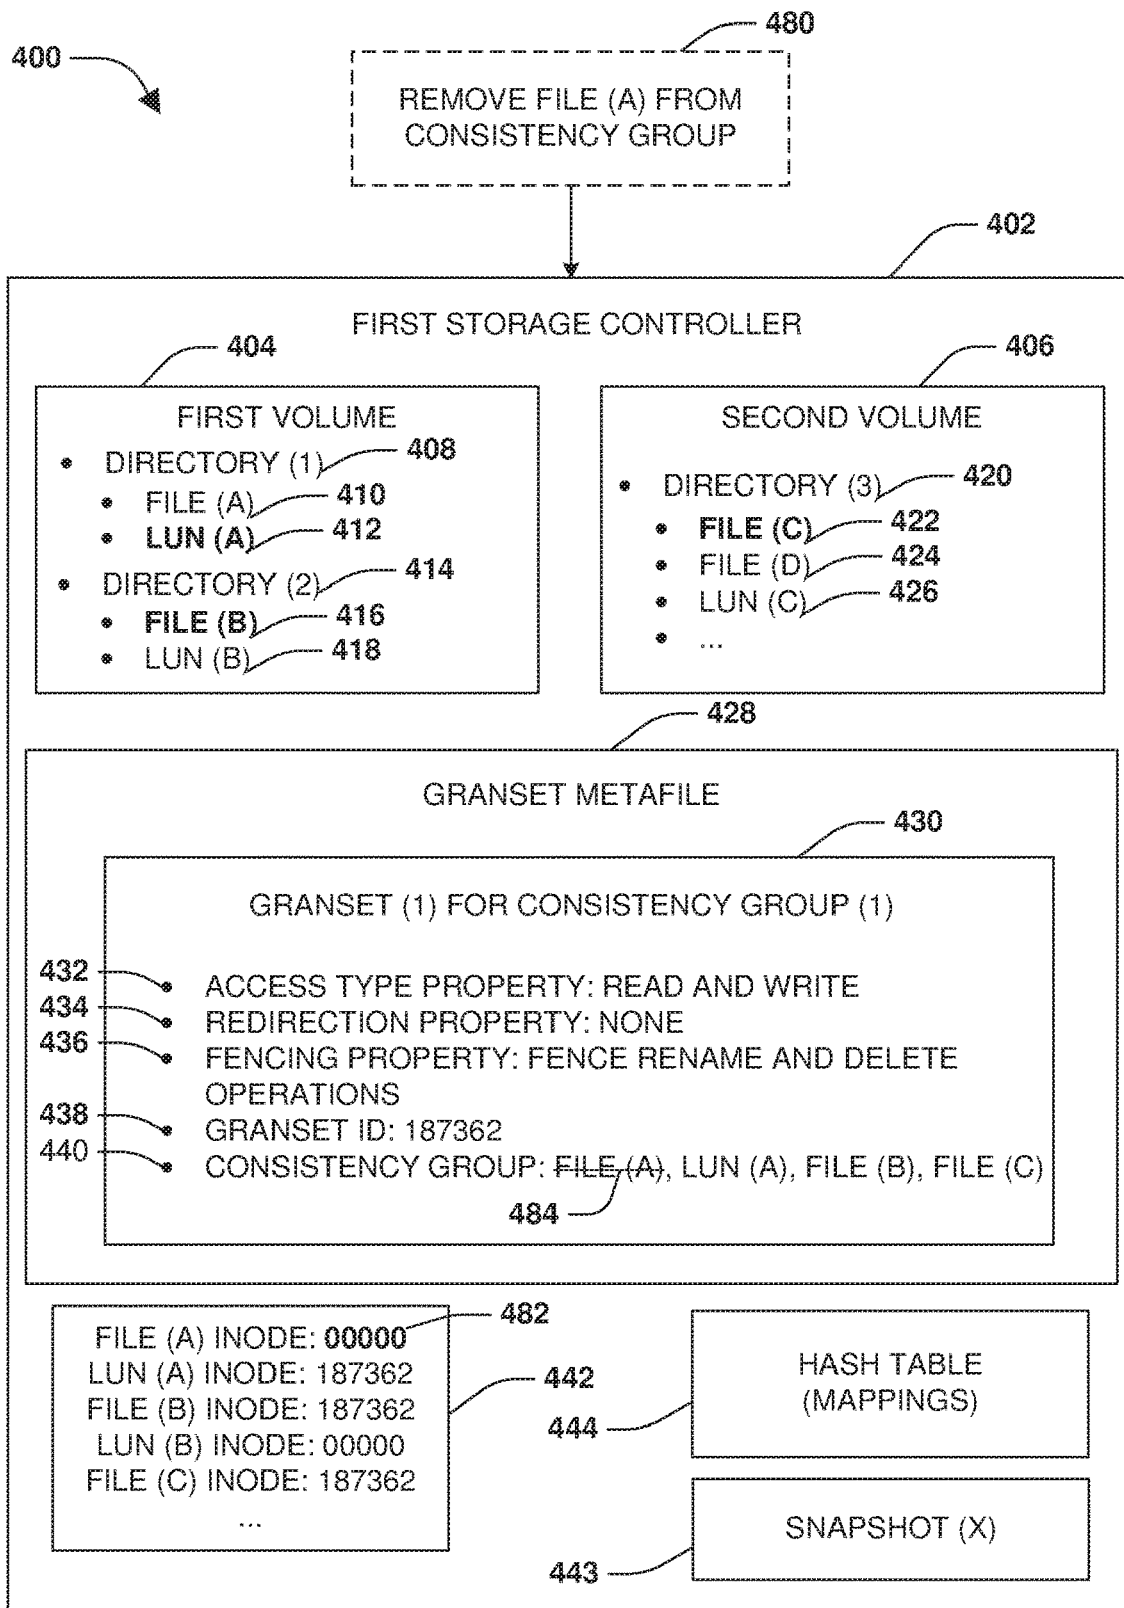 480
400
REMOVE FILE (A) FROM
CONSISTENCY GROUP
402
FIRST STORAGE CONTROLLER
404
406
FIRST VOLUME
• DIRECTORY (1) 408
• FILE (A) 410
• LUN (A) 412
• DIRECTORY (2) 414
• FILE (B) 416
• LUN (B) 418
SECOND VOLUME
• DIRECTORY (3) 420
• FILE (C) 422
• FILE (D) 424
• LUN (C) 426
• ...
428
GRANSET METAFILE
430
GRANSET (1) FOR CONSISTENCY GROUP (1)
432 • ACCESS TYPE PROPERTY: READ AND WRITE
434 • REDIRECTION PROPERTY: NONE
436 • FENCING PROPERTY: FENCE RENAME AND DELETE
OPERATIONS
438 • GRANSET ID: 187362
440 • CONSISTENCY GROUP: FILE (A), LUN (A), FILE (B), FILE (C)
484
FILE (A) INODE: 00000 482
LUN (A) INODE: 187362
FILE (B) INODE: 187362
LUN (B) INODE: 00000
FILE (C) INODE: 187362
...
442
HASH TABLE
(MAPPINGS)
444
SNAPSHOT (X)
443